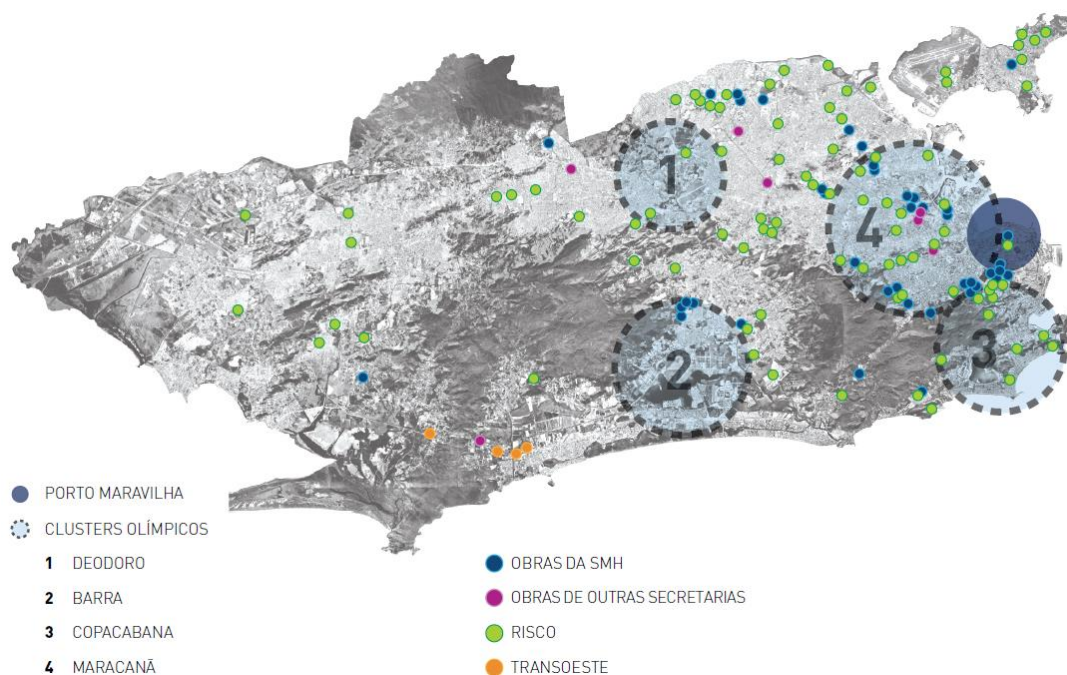 1
2
3
4
PORTO MARAVILHA
CLUSTERS OLÍMPICOS
1 DEODORO
2 BARRA
3 COPACABANA
4 MARACANÃ
OBRAS DA SMH
OBRAS DE OUTRAS SECRETARIAS
RISCO
TRANSOESTE